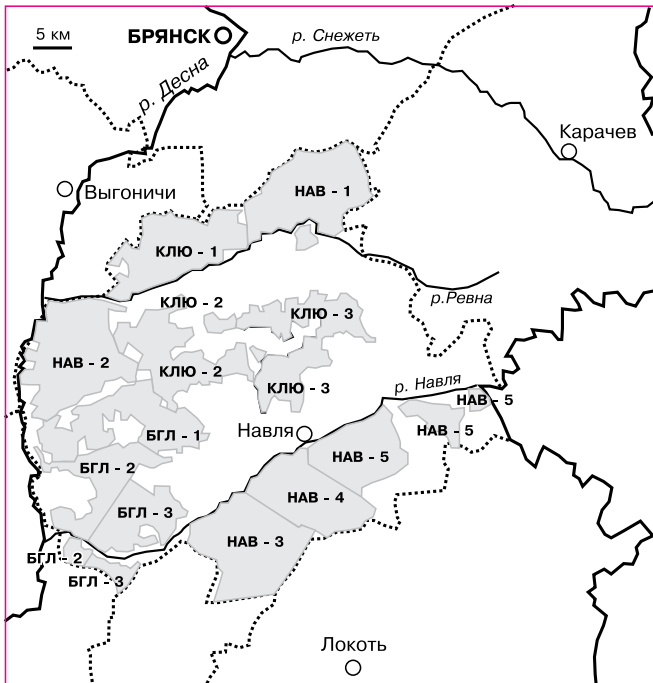 5 км
БРЯНСК
р. Снежеть
р. Десна
Карачев
Выгоничи
НАВ - 1
КЛЮ - 1
р.Ревна
КЛЮ - 2
КЛЮ - 3
НАВ - 2
КЛЮ - 2
КЛЮ - 3
р. Навля
НАВ - 5
НАВ - 5
Навля
БГЛ - 1
НАВ - 5
БГЛ - 2
НАВ - 4
БГЛ - 3
НАВ - 3
БГЛ - 2
БГЛ - 3
Локоть